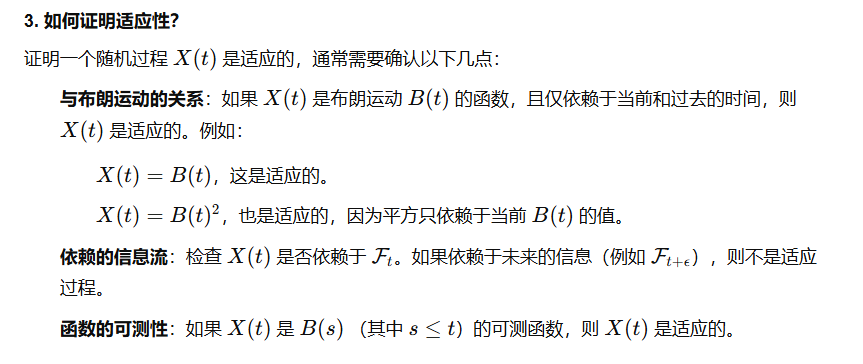 3. 如何证明适应性?
证明一个随机过程 X(t) 是适应的，通常需要确认以下几点：
与布朗运动的关系：如果 X(t) 是布朗运动 B(t) 的函数，且仅依赖于当前和过去的时间，则
X(t) 是适应的。例如：
X(t) = B(t)，这是适应的。
X(t) = B(t)²，也是适应的，因为平方只依赖于当前 B(t) 的值。
依赖的信息流：检查 X(t) 是否依赖于 ℱₜ。如果依赖于未来的信息（例如 ℱ_{t+ϵ}），则不是适应
过程。
函数的可测性：如果 X(t) 是 B(s) （其中 s ≤ t）的可测函数，则 X(t) 是适应的。